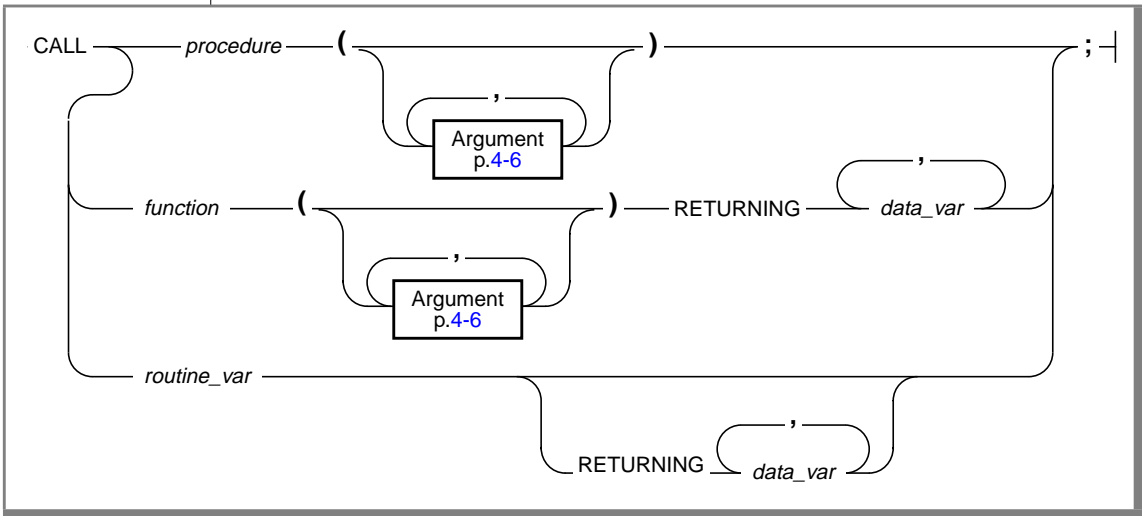 CALL procedure ( ) ;
,
Argument
p.4-6
function ( ) RETURNING , data_var
,
Argument
p.4-6
routine_var
RETURNING , data_var